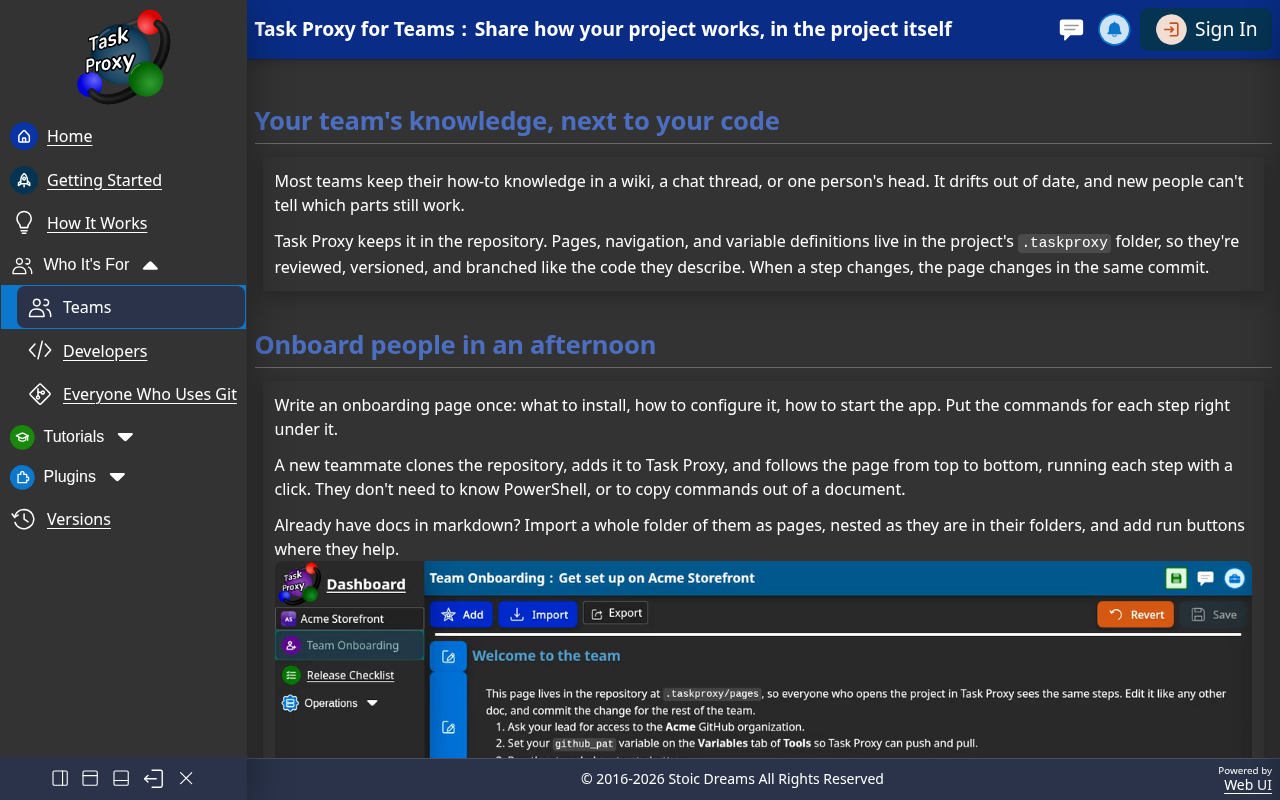 Task Proxy
Home
Getting Started
How It Works
Who It's For
Teams
Developers
Everyone Who Uses Git
Tutorials
Plugins
Versions
Task Proxy for Teams : Share how your project works, in the project itself
Sign In
Your team's knowledge, next to your code
Most teams keep their how-to knowledge in a wiki, a chat thread, or one person's head. It drifts out of date, and new people can't
tell which parts still work.
Task Proxy keeps it in the repository. Pages, navigation, and variable definitions live in the project's .taskproxy folder, so they're
reviewed, versioned, and branched like the code they describe. When a step changes, the page changes in the same commit.
Onboard people in an afternoon
Write an onboarding page once: what to install, how to configure it, how to start the app. Put the commands for each step right
under it.
A new teammate clones the repository, adds it to Task Proxy, and follows the page from top to bottom, running each step with a
click. They don't need to know PowerShell, or to copy commands out of a document.
Already have docs in markdown? Import a whole folder of them as pages, nested as they are in their folders, and add run buttons
where they help.
Task Proxy
Dashboard
AS Acme Storefront
Team Onboarding
Release Checklist
Operations
Team Onboarding : Get set up on Acme Storefront
Add Import Export Revert Save
Welcome to the team
This page lives in the repository at .taskproxy/pages, so everyone who opens the project in Task Proxy sees the same steps. Edit it like any other
doc, and commit the change for the rest of the team.
1. Ask your lead for access to the Acme GitHub organization.
2. Set your github_pat variable on the Variables tab of Tools so Task Proxy can push and pull.
© 2016-2026 Stoic Dreams All Rights Reserved
Powered by
Web UI